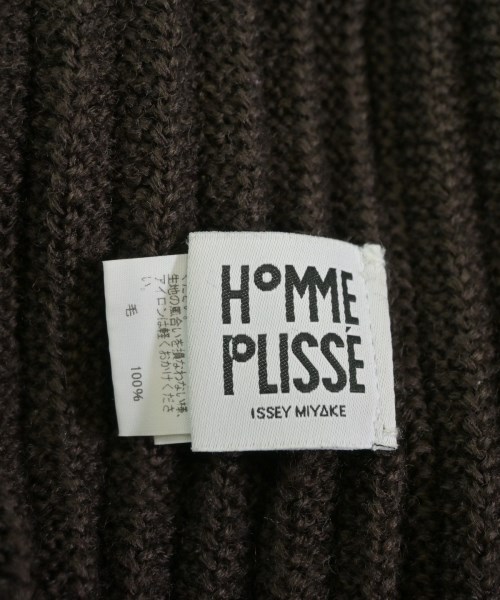 HOMME
PLISSÉ
ISSEY MIYAKE
生地の風合いを損なわない様、
アイロンは軽くおかけくださ
い。
毛 100%